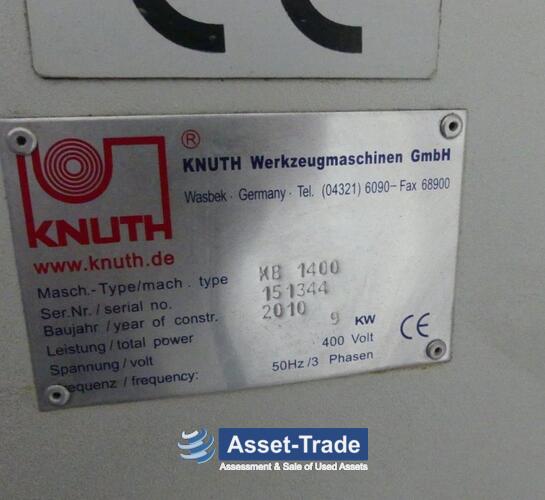 CE
®
KNUTH
KNUTH Werkzeugmaschinen GmbH
Wasbek · Germany · Tel. (04321) 6090- Fax 68900
www.knuth.de
Masch.-Type/mach. type KB 1400
Ser.Nr. / serial no. 151344
Baujahr / year of constr. 2010
Leistung / total power 9 KW
Spannung / volt 400 Volt
Frequenz / frequency: 50Hz /3 Phasen
CE
Asset-Trade
Assessment & Sale of Used Assets